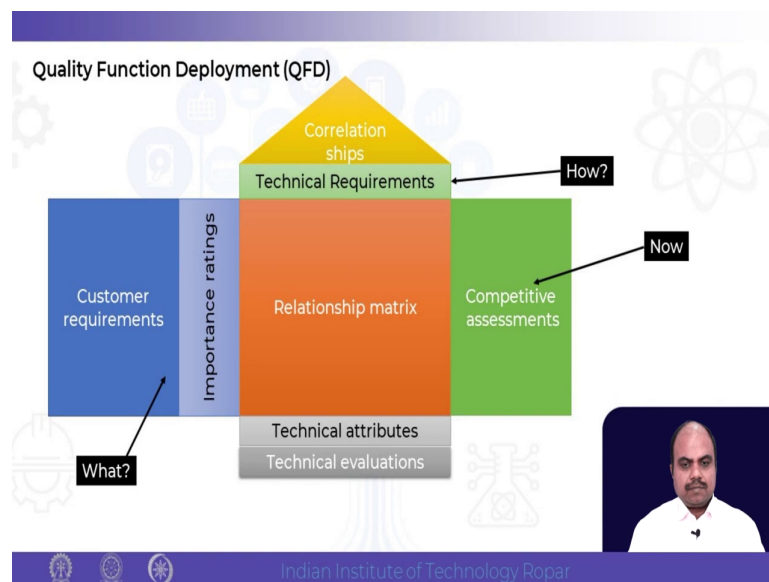 Quality Function Deployment (QFD)
Correlation
ships
Technical Requirements
How?
Now
Customer
requirements
Importance ratings
Relationship matrix
Competitive
assessments
What?
Technical attributes
Technical evaluations
Indian Institute of Technology Ropar